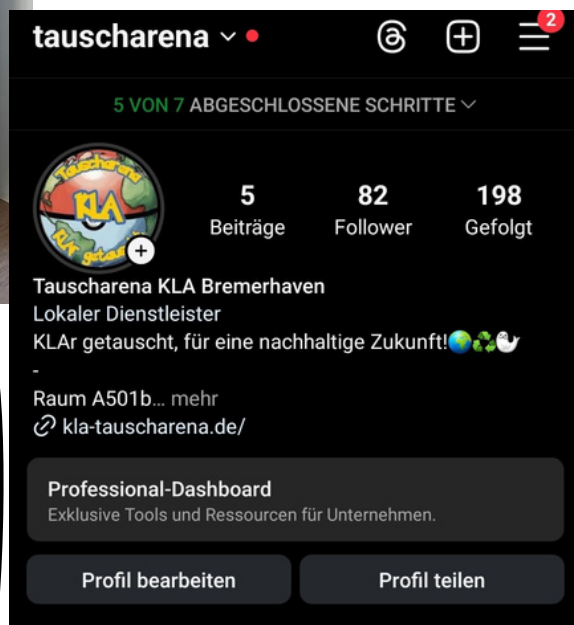 tauscharena
2
5 VON 7 ABGESCHLOSSENE SCHRITTE
Tauscharena
KLA
KLAr getauscht
5 82 198
Beiträge Follower Gefolgt
Tauscharena KLA Bremerhaven
Lokaler Dienstleister
KLAr getauscht, für eine nachhaltige Zukunft!🌍♻️🦭
-
Raum A501b... mehr
kla-tauscharena.de/
Professional-Dashboard
Exklusive Tools und Ressourcen für Unternehmen.
Profil bearbeiten Profil teilen